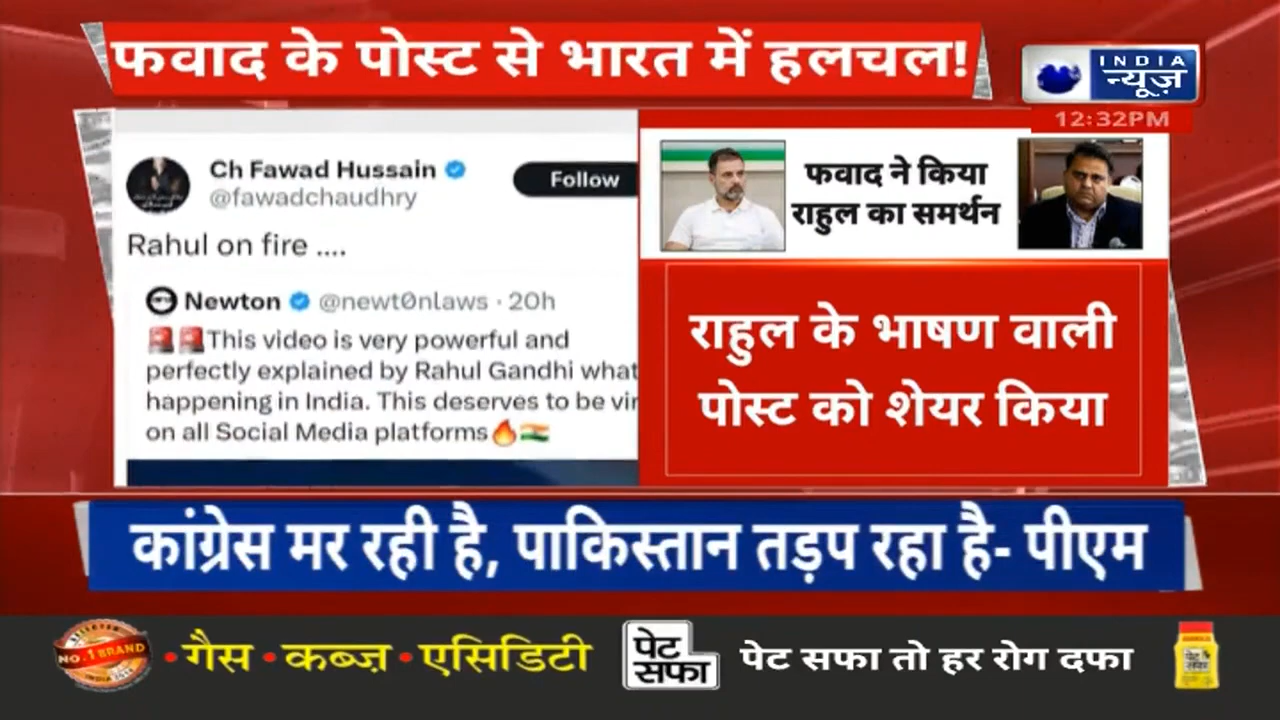 फवाद के पोस्ट से भारत में हलचल!
INDIA
न्यूज़
12:32PM
Ch Fawad Hussain
@fawadchaudhry
Follow
Rahul on fire ....
Newton @newt0nlaws · 20h
🚨🚨This video is very powerful and
perfectly explained by Rahul Gandhi what
happening in India. This deserves to be vir
on all Social Media platforms🔥🇮🇳
फवाद ने किया
राहुल का समर्थन
राहुल के भाषण वाली
पोस्ट को शेयर किया
कांग्रेस मर रही है, पाकिस्तान तड़प रहा है- पीएम
NO.1 BRAND
•गैस •कब्ज़ •एसिडिटी
पेट
सफा
पेट सफा तो हर रोग दफा